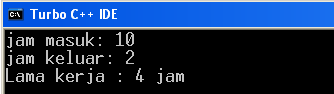 Turbo C++ IDE
jam masuk: 10
jam keluar: 2
Lama kerja : 4 jam